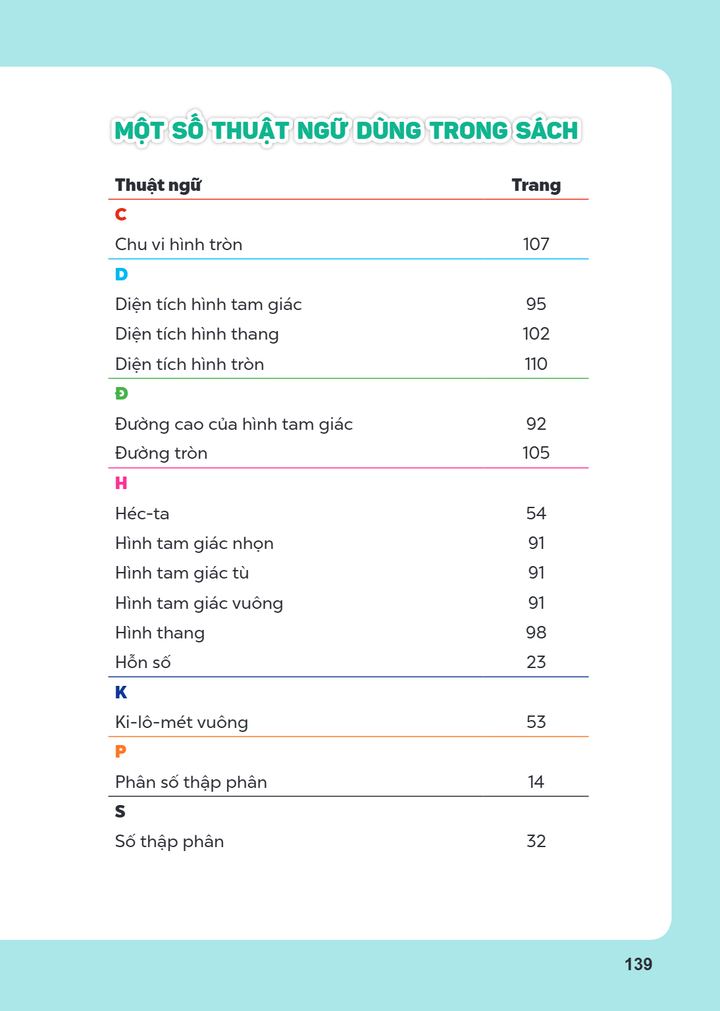 MỘT SỐ THUẬT NGỮ DÙNG TRONG SÁCH
Thuật ngữ Trang
C
Chu vi hình tròn 107
D
Diện tích hình tam giác 95
Diện tích hình thang 102
Diện tích hình tròn 110
Đ
Đường cao của hình tam giác 92
Đường tròn 105
H
Héc-ta 54
Hình tam giác nhọn 91
Hình tam giác tù 91
Hình tam giác vuông 91
Hình thang 98
Hỗn số 23
K
Ki-lô-mét vuông 53
P
Phân số thập phân 14
S
Số thập phân 32
139